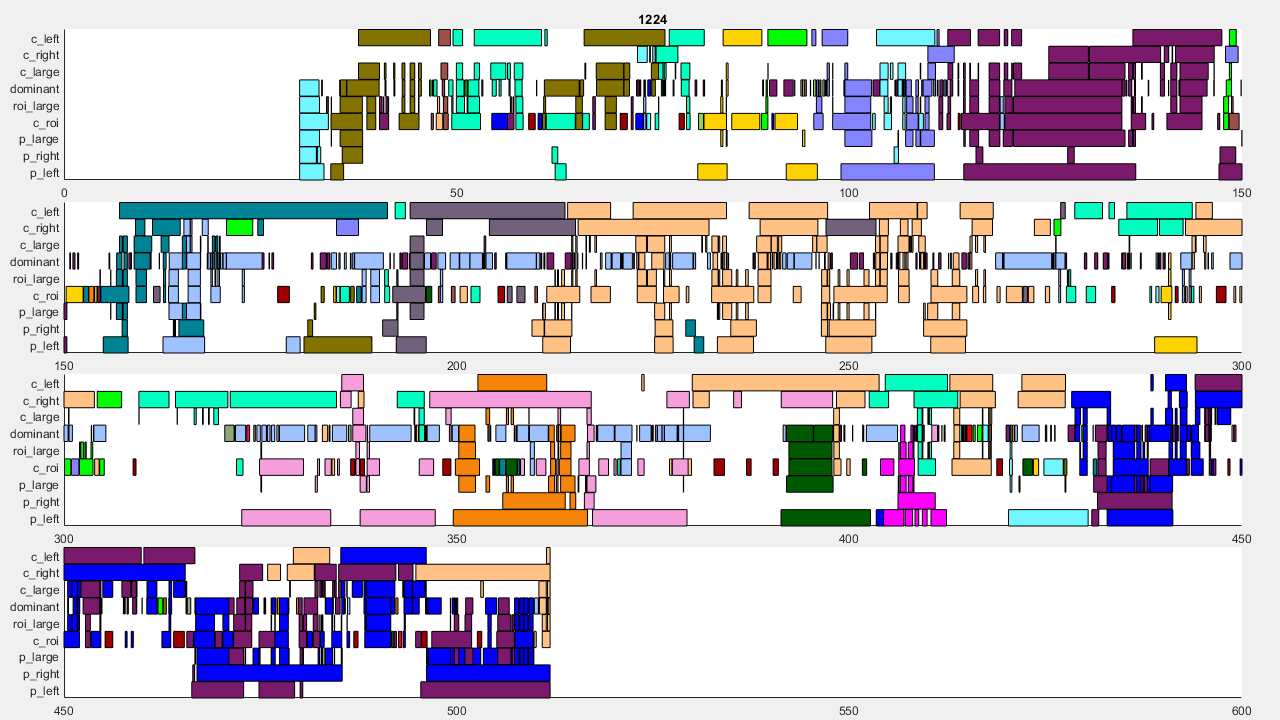 1224
c_left
c_right
c_large
dominant
roi_large
c_roi
p_large
p_right
p_left
0 50 100 150
c_left
c_right
c_large
dominant
roi_large
c_roi
p_large
p_right
p_left
150 200 250 300
c_left
c_right
c_large
dominant
roi_large
c_roi
p_large
p_right
p_left
300 350 400 450
c_left
c_right
c_large
dominant
roi_large
c_roi
p_large
p_right
p_left
450 500 550 600